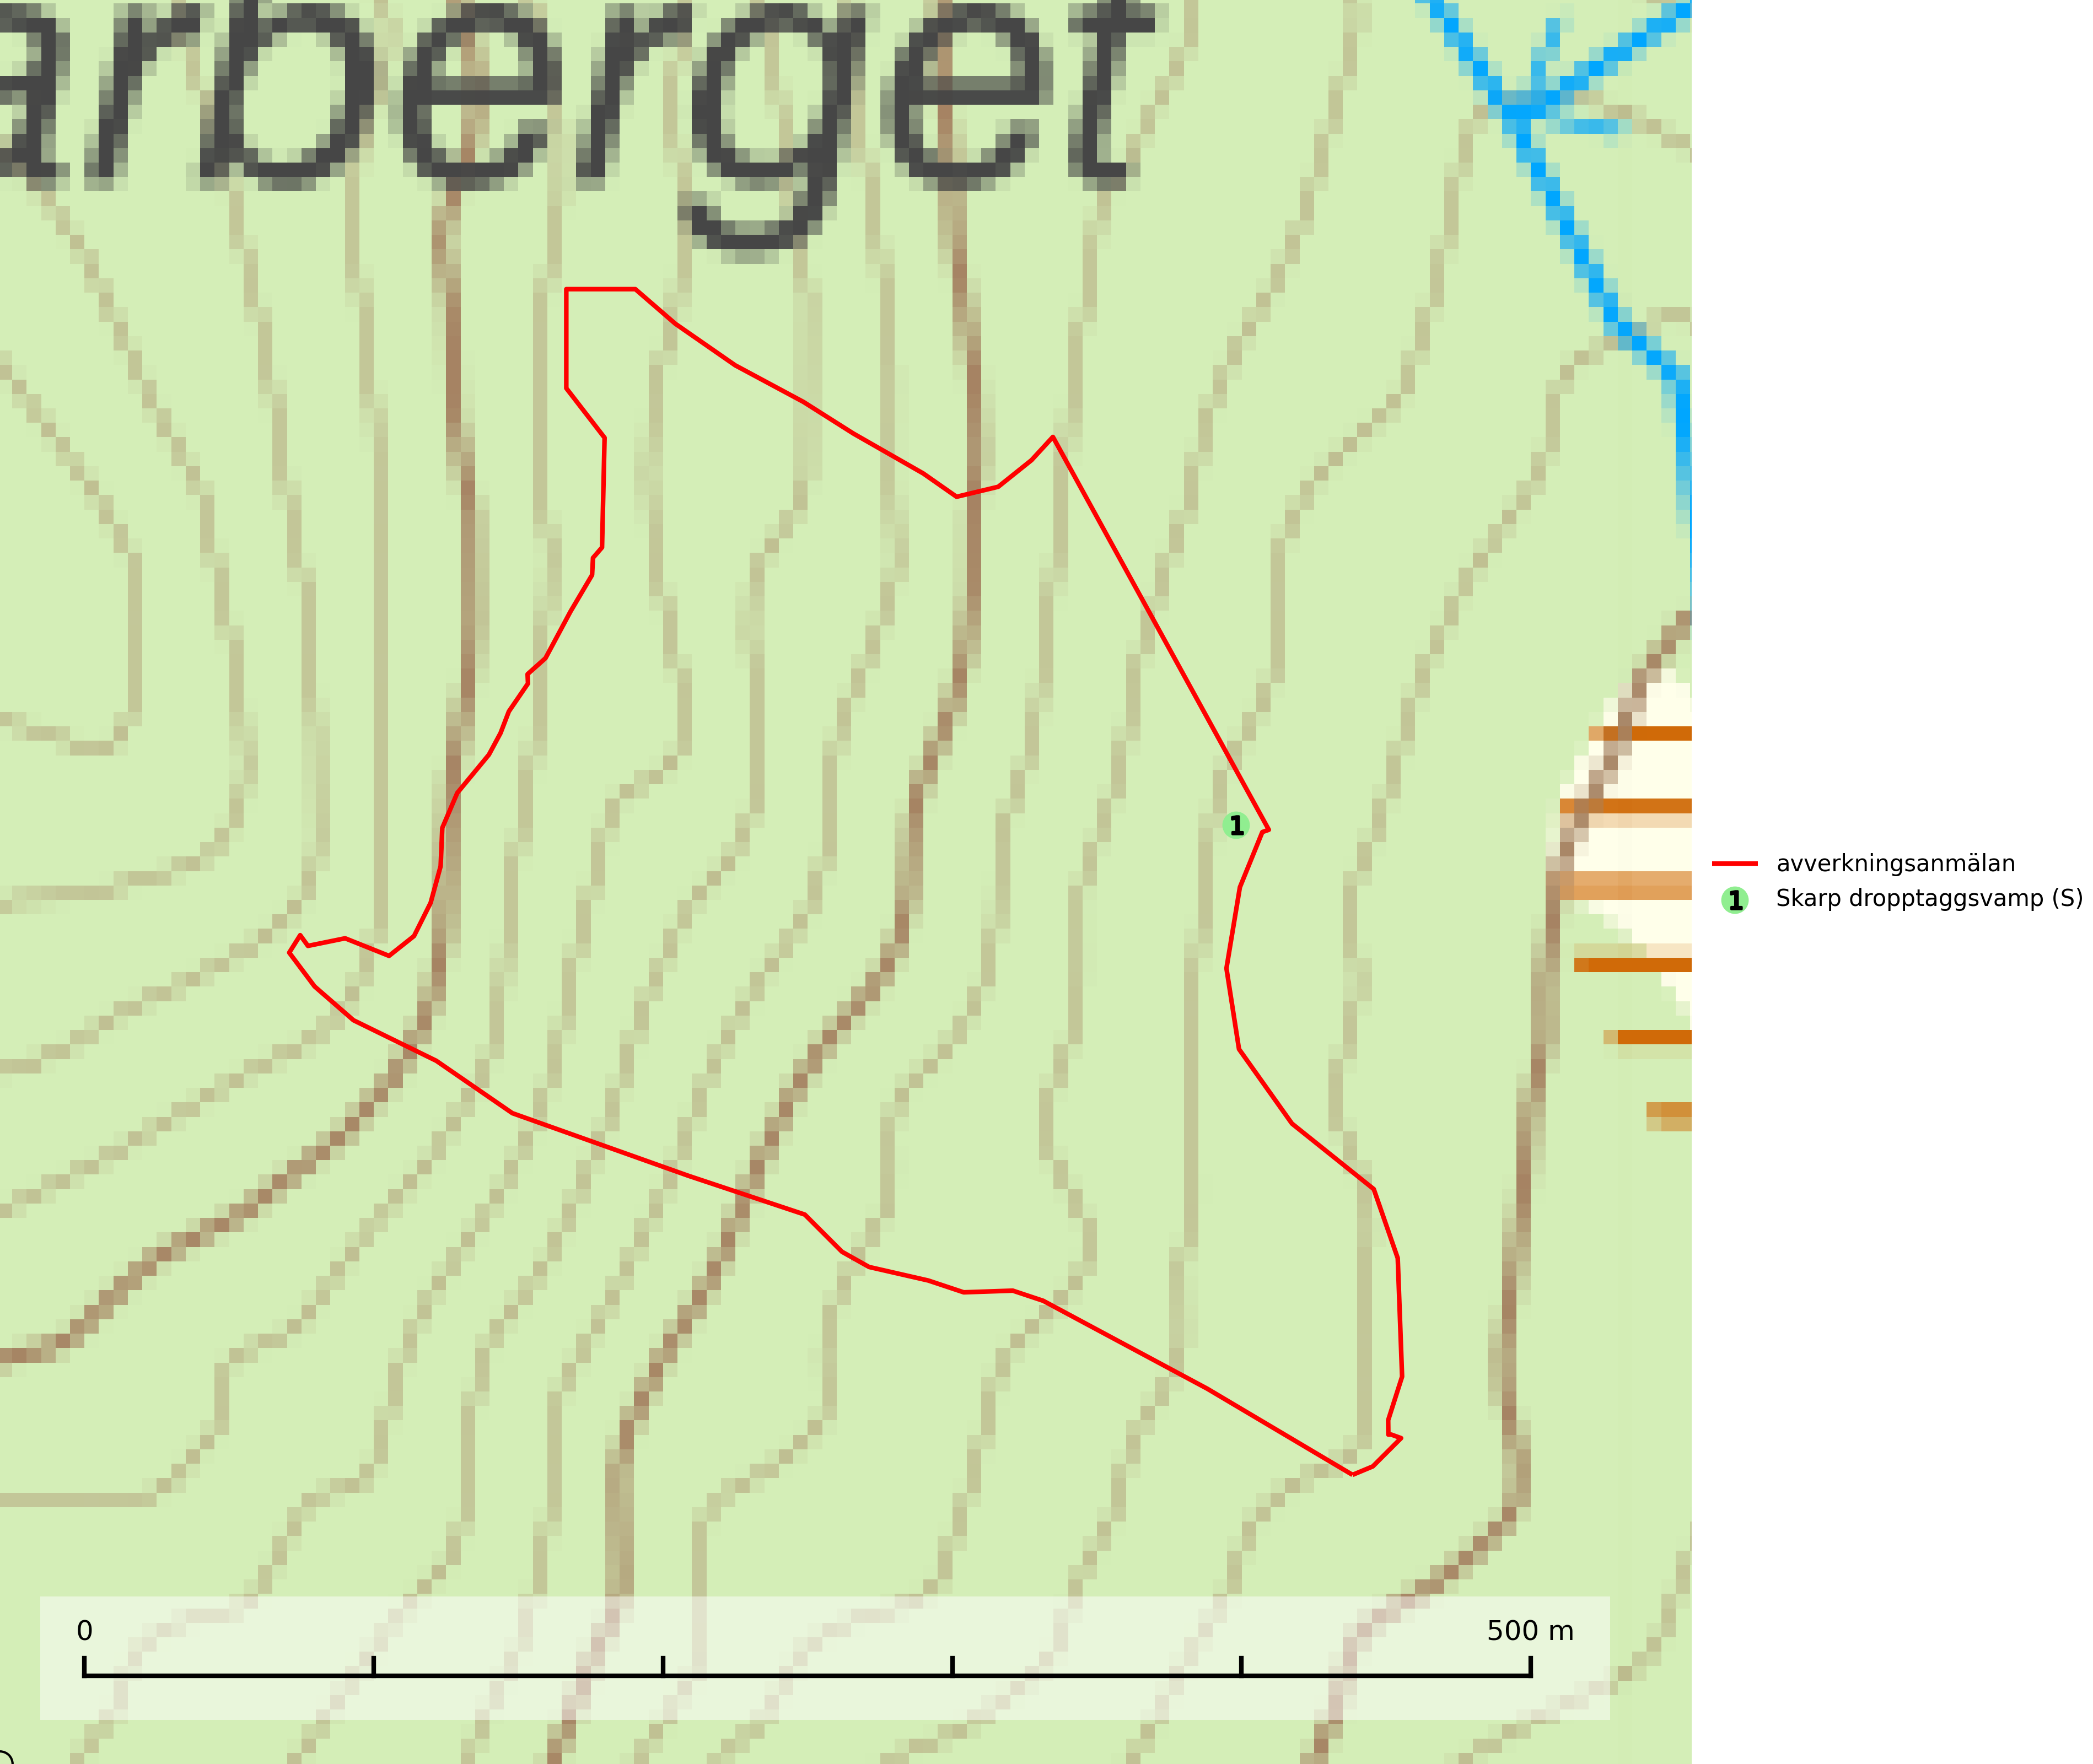 arberget
1
avverkningsanmälan
1 Skarp dropptaggsvamp (S)
0 500 m